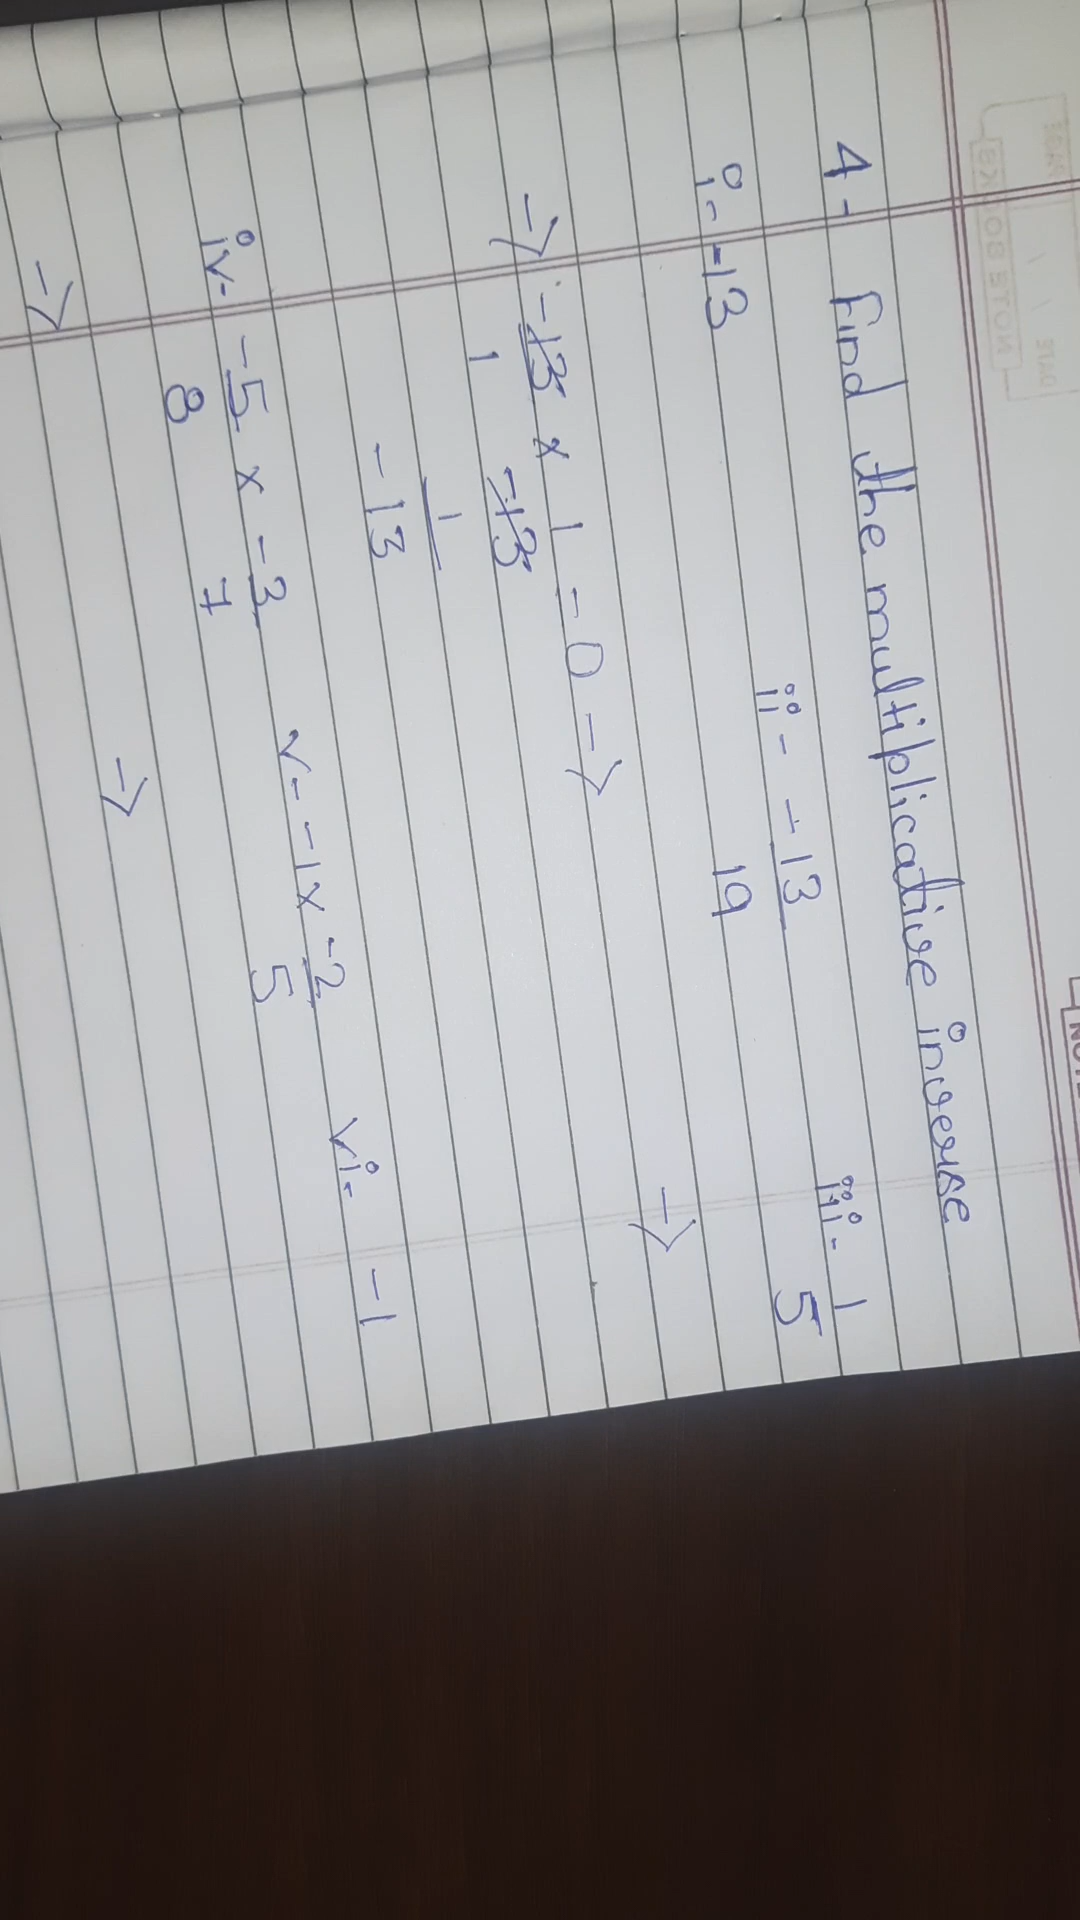 4- Find the multiplicative inverse
i- -13 ii- -13/19 iii- 1/5
→ -13/1 × 1/-13 = 0 → →
1/-13
iv- -5/8 × -3/7 v- -1 × -2/5 vi- -1
→ →